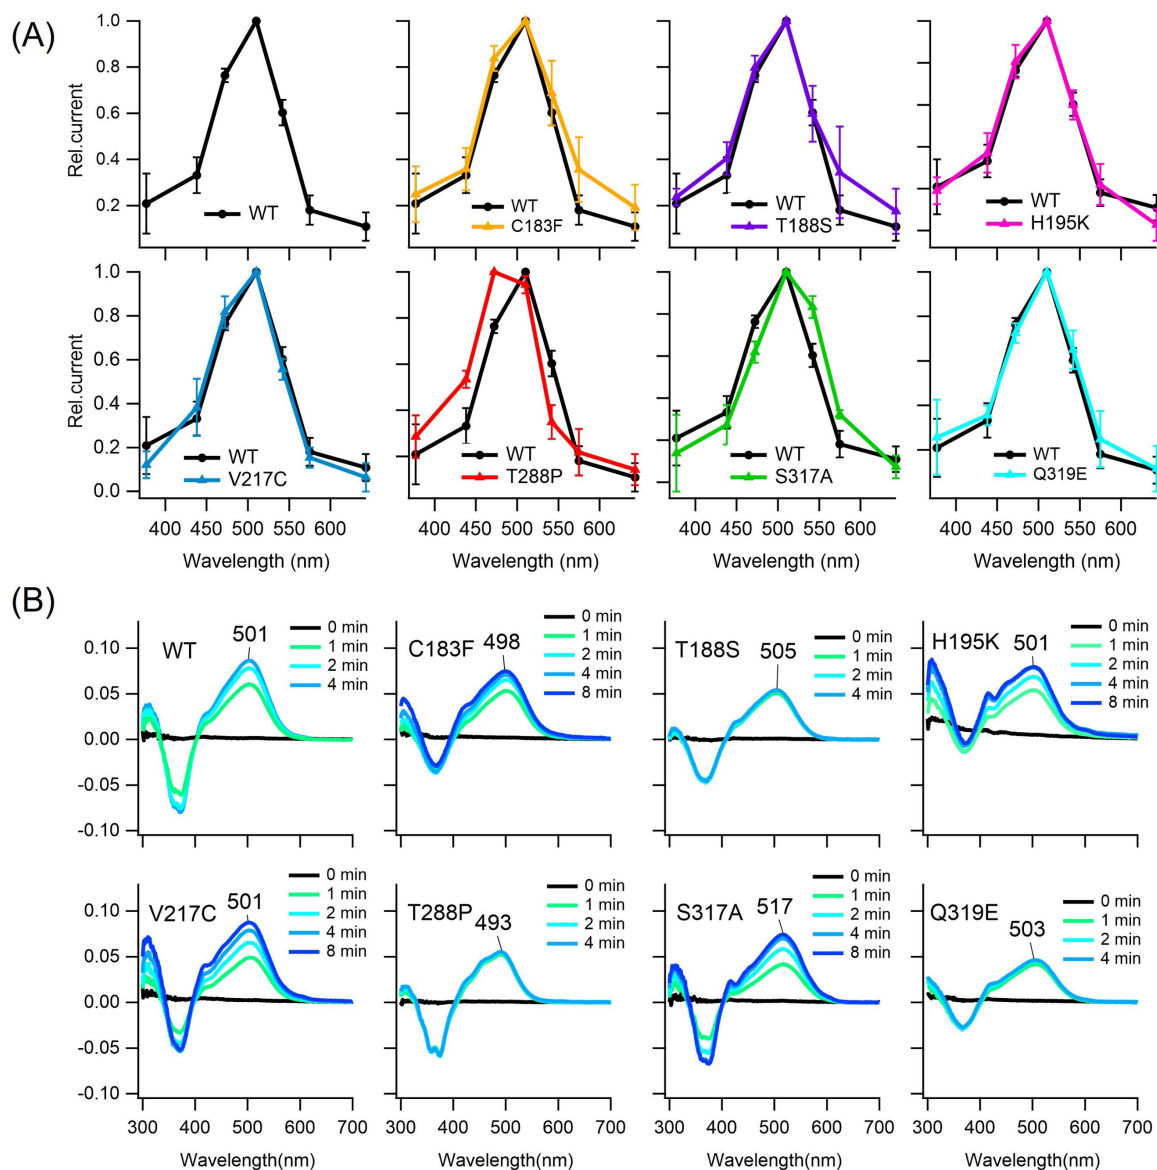 (A)
Rel.current
1.0
0.8
0.6
0.4
0.2
WT
WT
C183F
WT
T188S
WT
H195K
Rel.current
1.0
0.8
0.6
0.4
0.2
0.0
WT
V217C
WT
T288P
WT
S317A
WT
Q319E
400 450 500 550 600
400 450 500 550 600
400 450 500 550 600
400 450 500 550 600
Wavelength (nm)
Wavelength (nm)
Wavelength (nm)
Wavelength (nm)
(B)
0.10
0.05
0.00
-0.05
-0.10
WT
501
0 min
1 min
2 min
4 min
C183F
498
0 min
1 min
2 min
4 min
8 min
T188S
505
0 min
1 min
2 min
4 min
H195K
501
0 min
1 min
2 min
4 min
8 min
0.10
0.05
0.00
-0.05
-0.10
V217C
501
0 min
1 min
2 min
4 min
8 min
T288P
493
0 min
1 min
2 min
4 min
S317A
517
0 min
1 min
2 min
4 min
8 min
Q319E
503
0 min
1 min
2 min
4 min
300 400 500 600 700
300 400 500 600 700
300 400 500 600 700
300 400 500 600 700
Wavelength(nm)
Wavelength(nm)
Wavelength(nm)
Wavelength(nm)